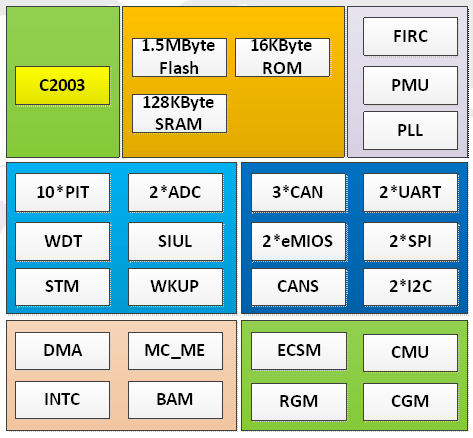 C2003
1.5MByte
Flash
16KByte
ROM
128KByte
SRAM
FIRC
PMU
PLL
10*PIT
2*ADC
WDT
SIUL
STM
WKUP
3*CAN
2*UART
2*eMIOS
2*SPI
CANS
2*I2C
DMA
MC_ME
INTC
BAM
ECSM
CMU
RGM
CGM